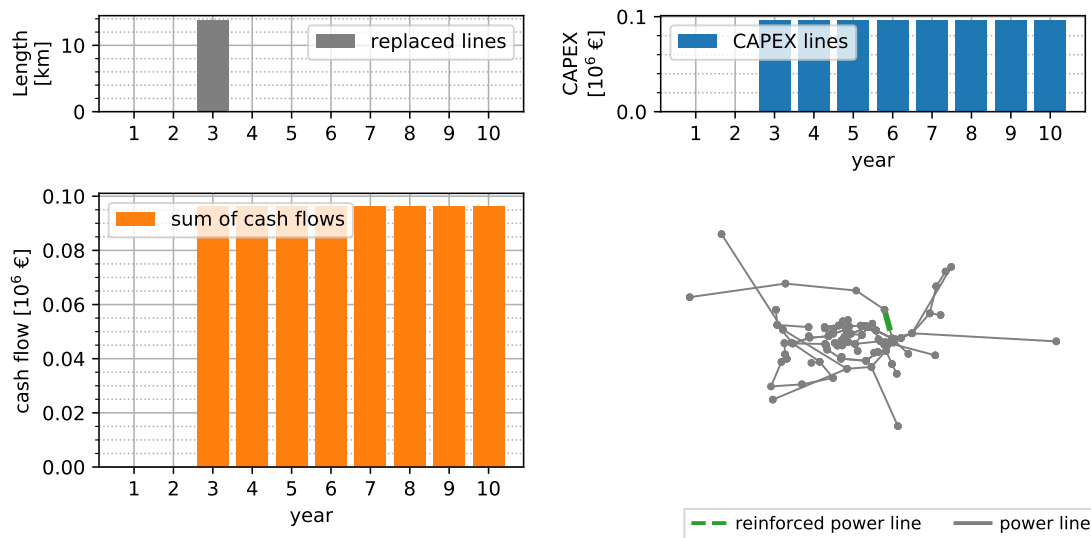 Length
[km]
10
0
replaced lines
1 2 3 4 5 6 7 8 9 10
CAPEX
[10⁶ €]
0.1
0.0
CAPEX lines
1 2 3 4 5 6 7 8 9 10
year
cash flow [10⁶ €]
0.10
0.08
0.06
0.04
0.02
0.00
sum of cash flows
1 2 3 4 5 6 7 8 9 10
year
reinforced power line power line